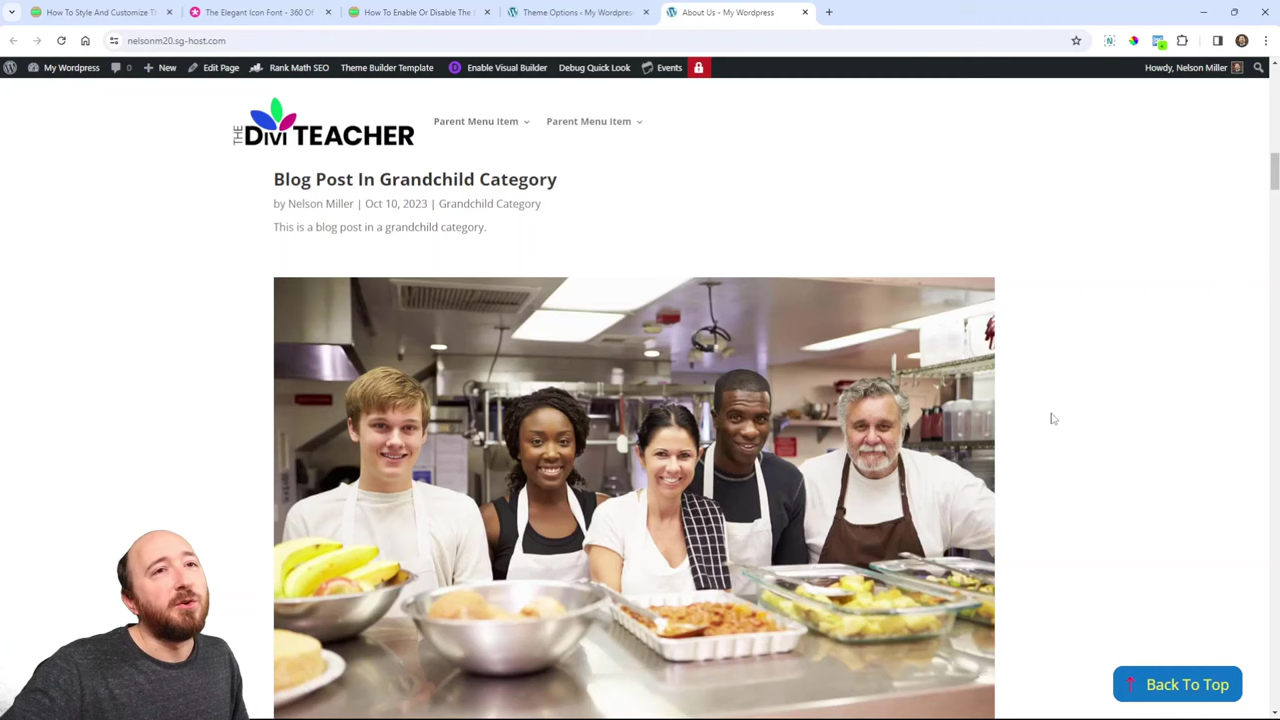 How To Style And Customize Th
The Elegant Icon Font - 360 Of
How To Enable Or Disable The
Theme Options - My Wordpress
About Us - My Wordpress
nelsonm20.sg-host.com
My Wordpress
0
New
Edit Page
Rank Math SEO
Theme Builder Template
Enable Visual Builder
Debug Quick Look
Events
Howdy, Nelson Miller
THE DIVI TEACHER
Parent Menu Item
Parent Menu Item
Blog Post In Grandchild Category
by Nelson Miller | Oct 10, 2023 | Grandchild Category
This is a blog post in a grandchild category.
Back To Top